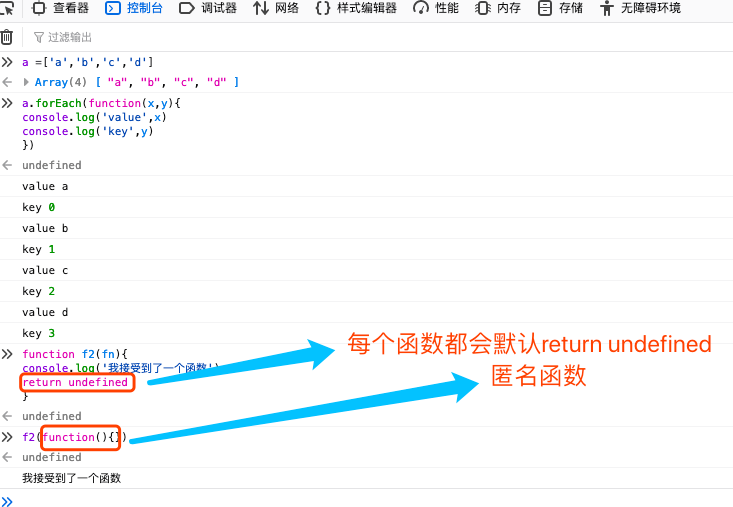 查看器 控制台 调试器 网络 样式编辑器 性能 内存 存储 无障碍环境
过滤输出
a =['a','b','c','d']
Array(4) [ "a", "b", "c", "d" ]
a.forEach(function(x,y){
console.log('value',x)
console.log('key',y)
})
undefined
value a
key 0
value b
key 1
value c
key 2
value d
key 3
function f2(fn){
console.log('我接受到了一个函数')
return undefined
}
每个函数都会默认return undefined
匿名函数
undefined
f2(function(){})
undefined
我接受到了一个函数